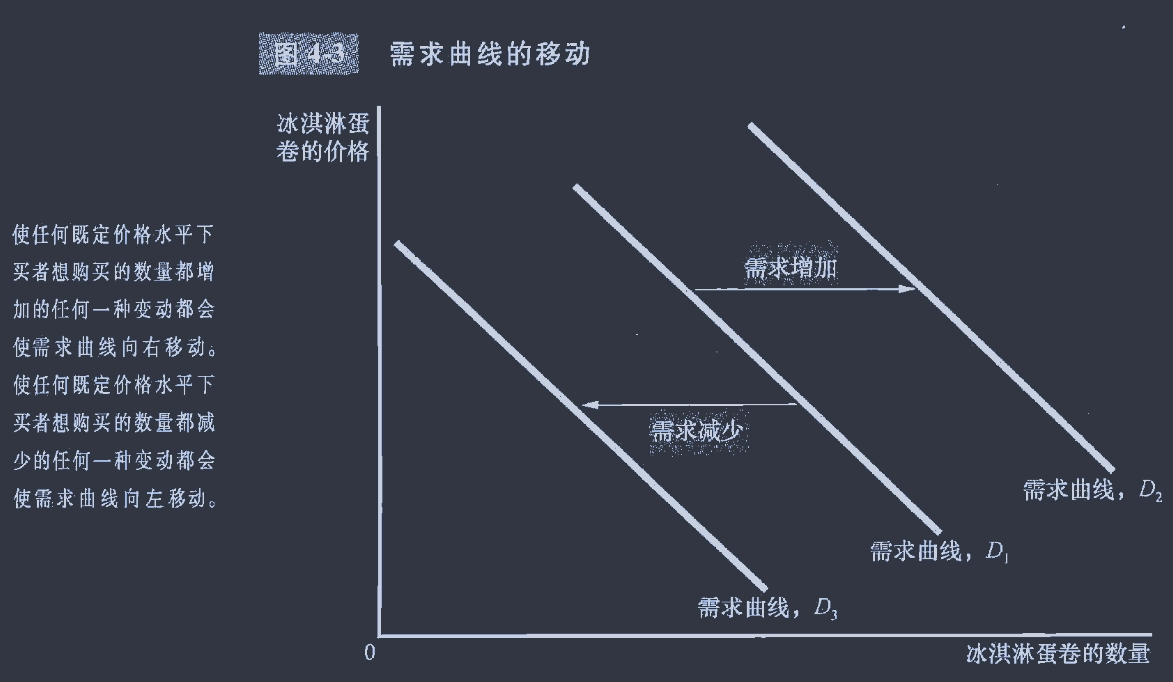 图 4-3 需求曲线的移动
冰淇淋蛋
卷的价格
使任何既定价格水平下
买者想购买的数量都增
加的任何一种变动都会
使需求曲线向右移动。
使任何既定价格水平下
买者想购买的数量都减
少的任何一种变动都会
使需求曲线向左移动。
需求增加
需求减少
需求曲线，D₂
需求曲线，D₁
需求曲线，D₃
0
冰淇淋蛋卷的数量